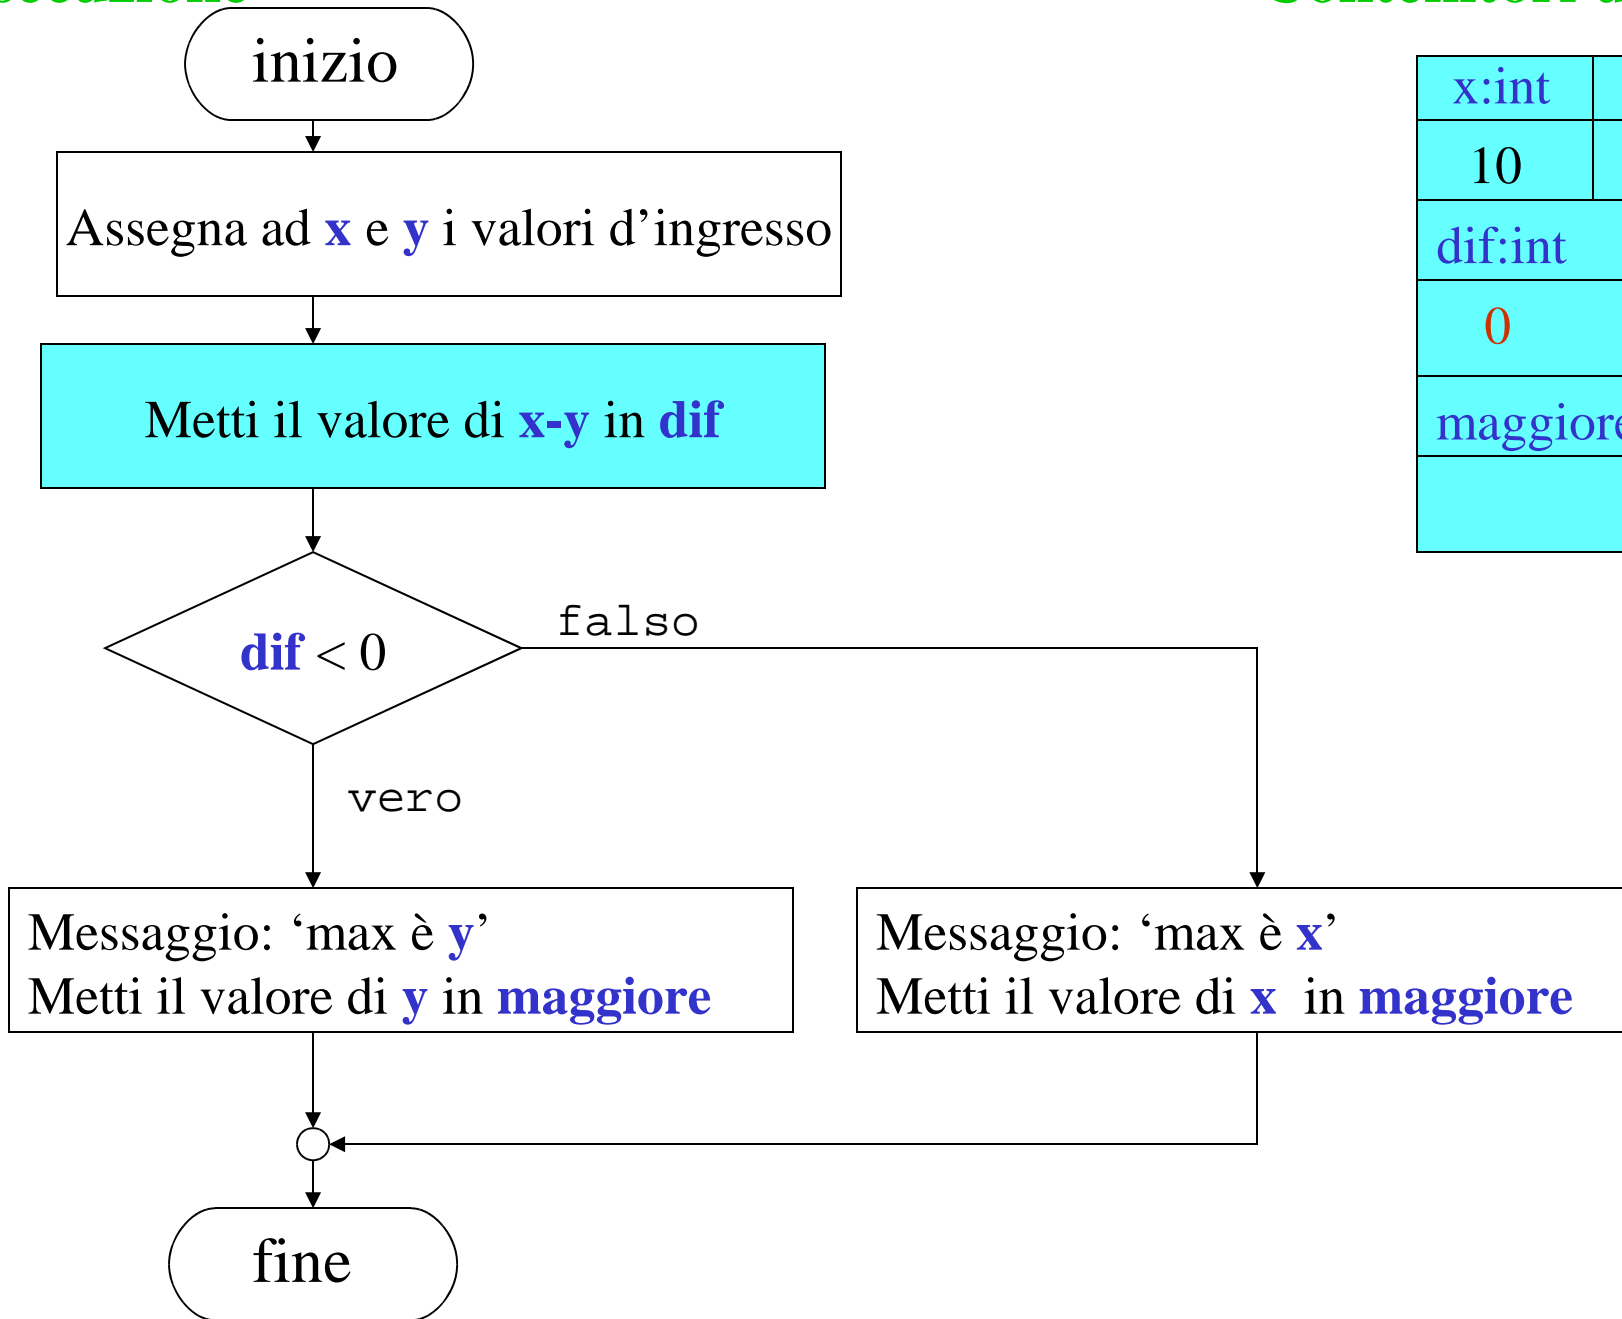 inizio
Assegna ad x e y i valori d’ingresso
Metti il valore di x-y in dif
dif < 0
falso
vero
Messaggio: ‘max è y’
Metti il valore di y in maggiore
Messaggio: ‘max è x’
Metti il valore di x in maggiore
fine
x:int
10
dif:int
0
maggiore